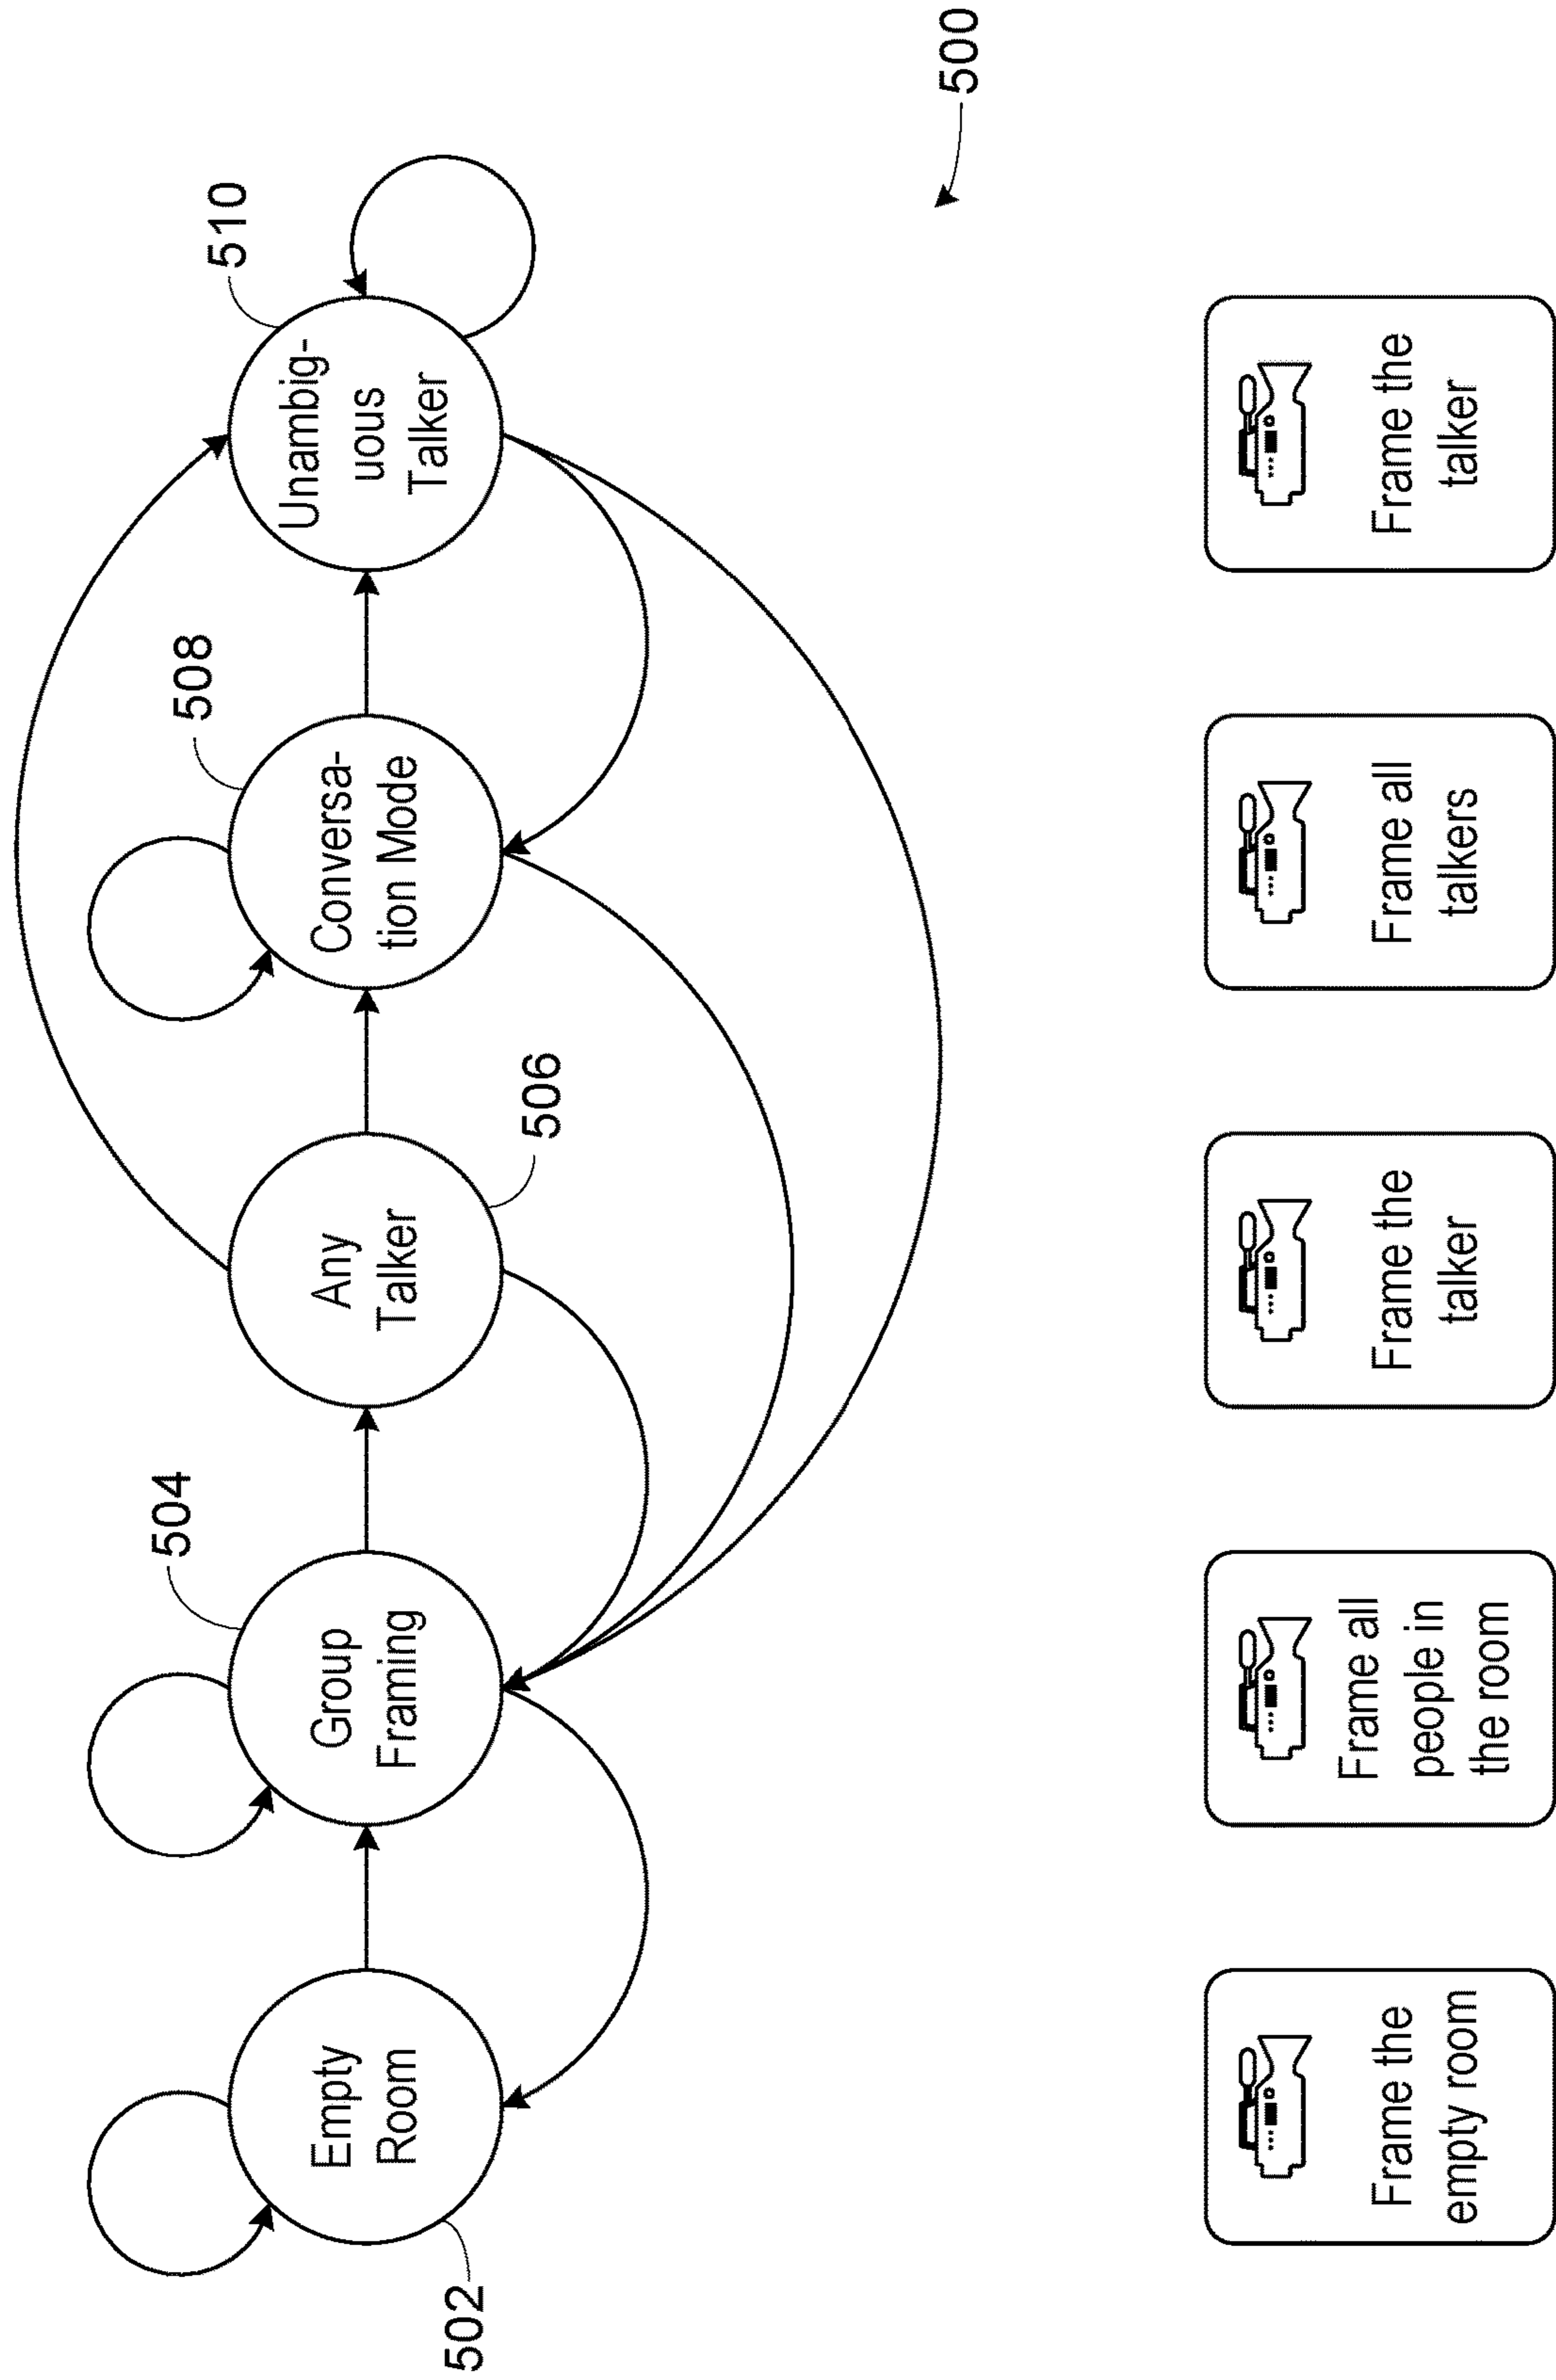 500
510
508
504
506
502
Empty
Room
Group
Framing
Any
Talker
Conversa-
tion Mode
Unambig-
uous
Talker
Frame the
empty room
Frame all
people in
the room
Frame the
talker
Frame all
talkers
Frame the
talker